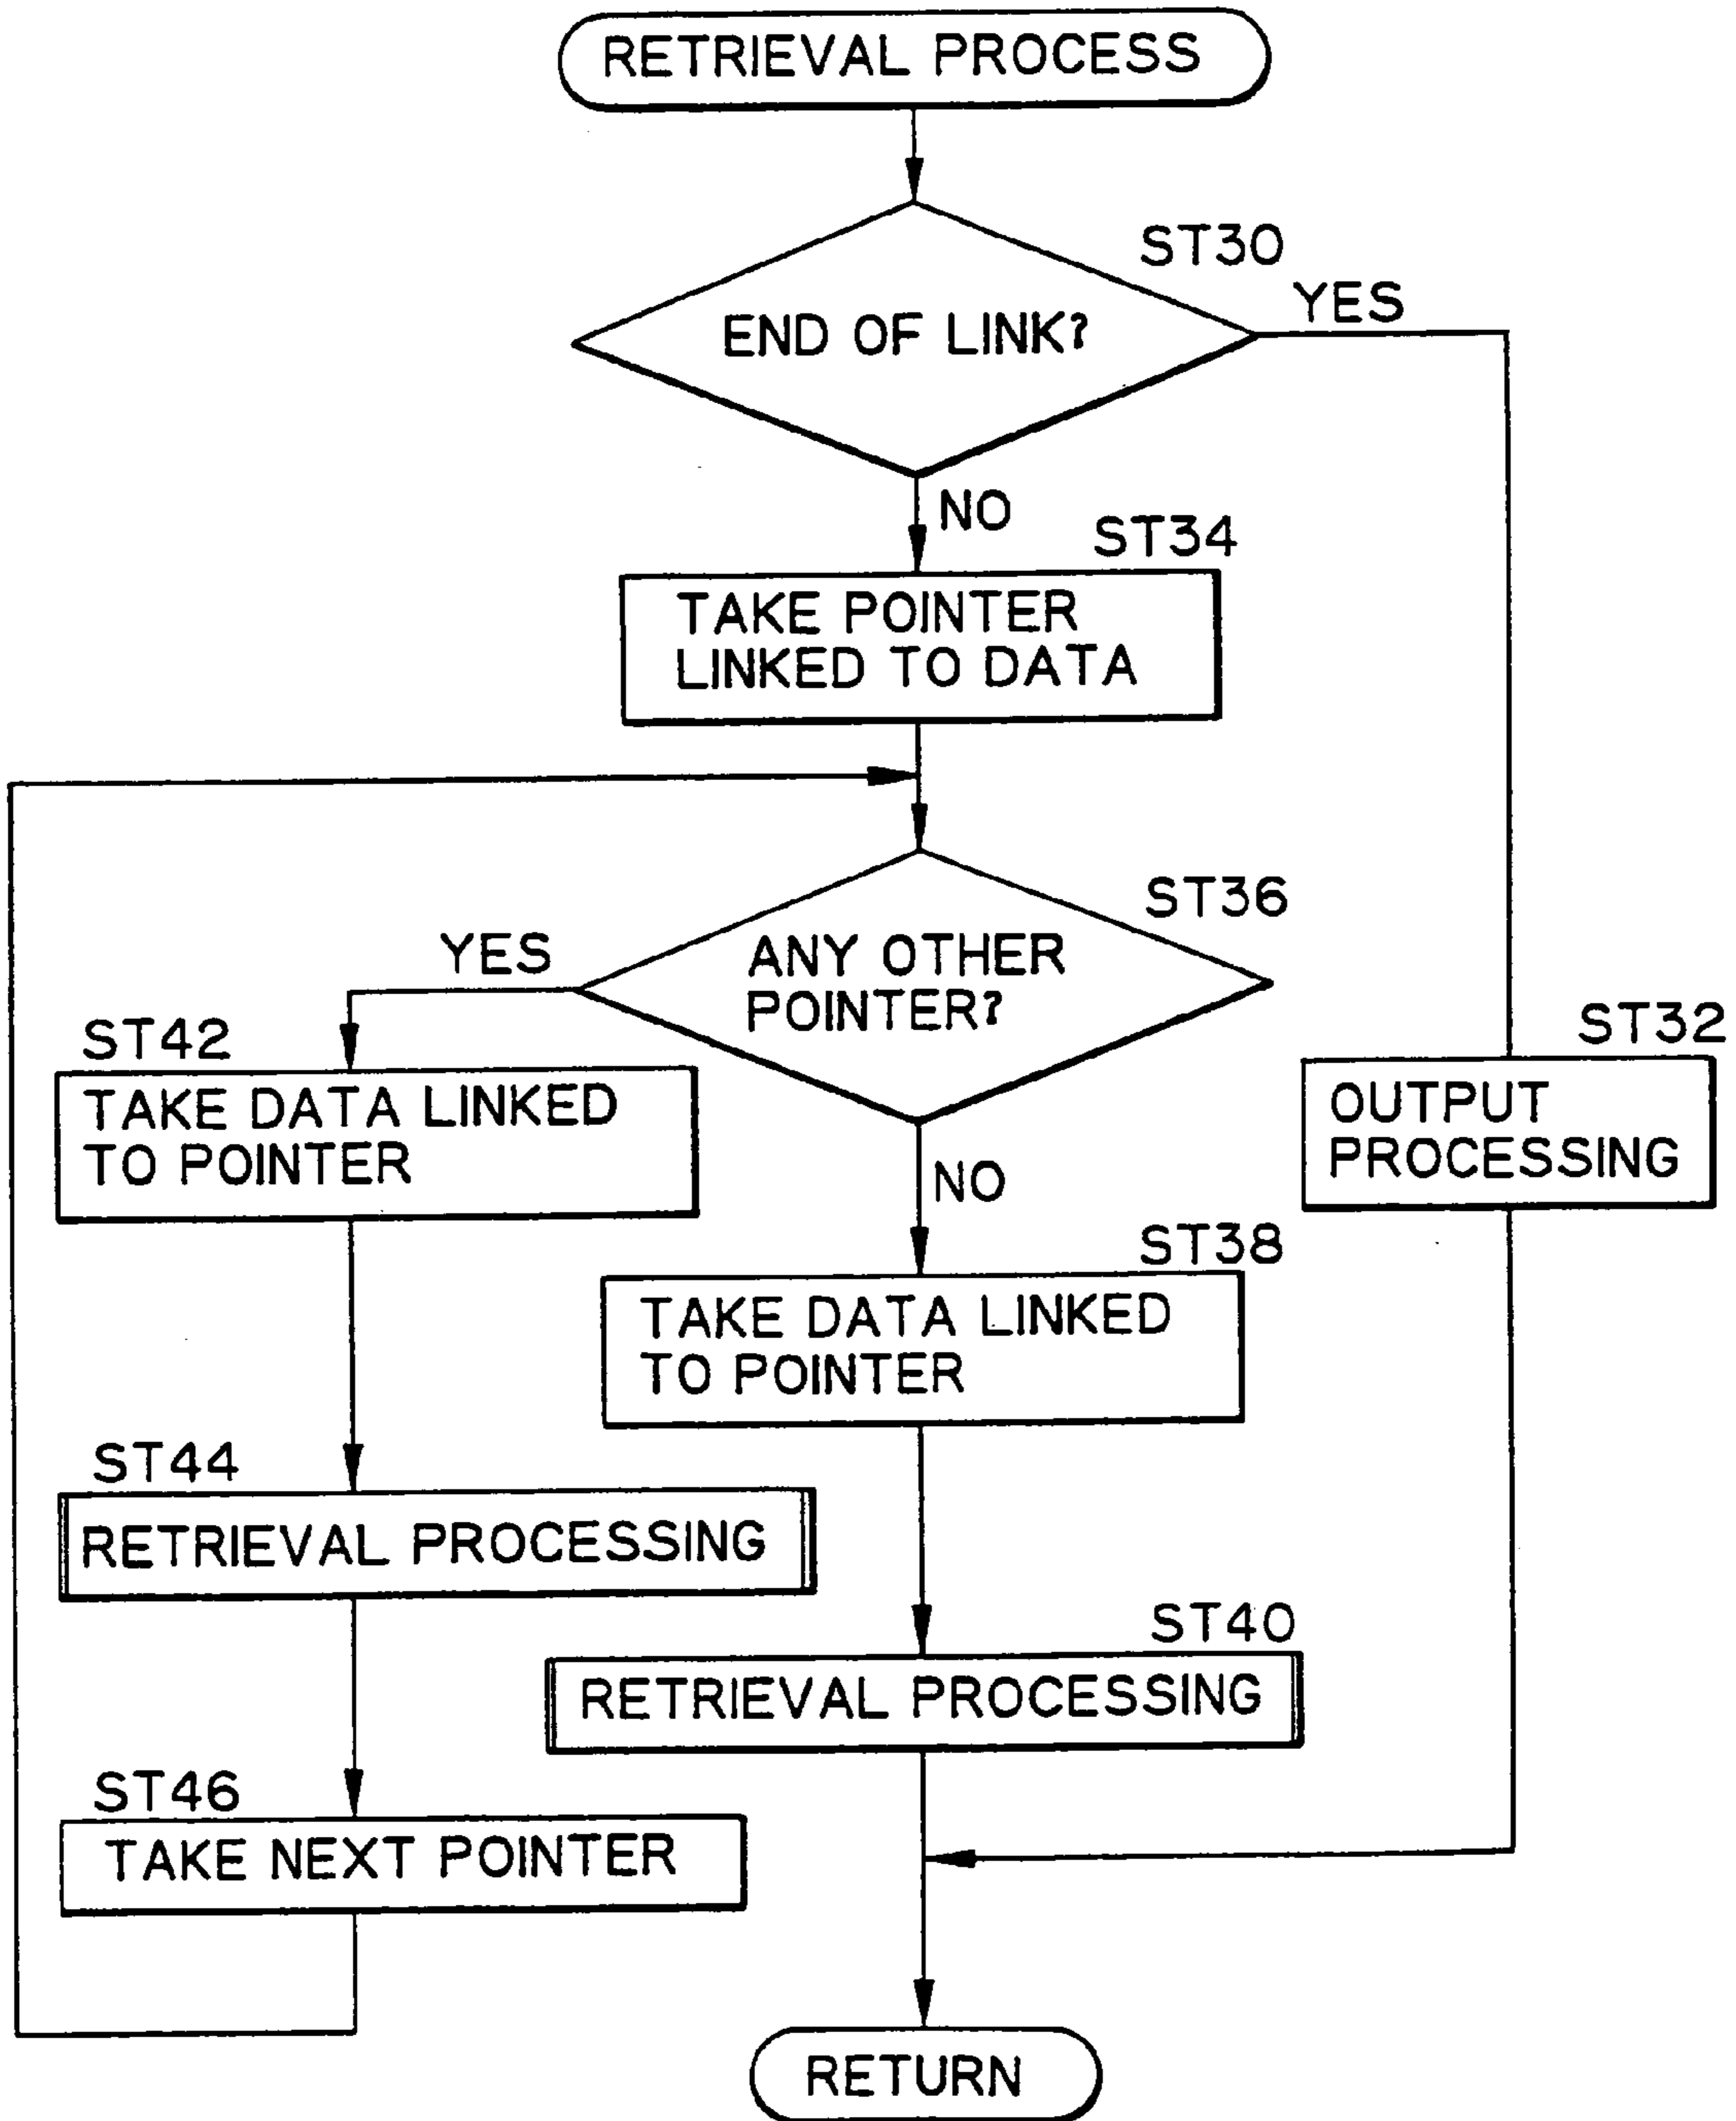 RETRIEVAL PROCESS
ST30
YES
END OF LINK?
NO
ST34
TAKE POINTER
LINKED TO DATA
ST36
YES
ANY OTHER
POINTER?
ST42
TAKE DATA LINKED
TO POINTER
ST32
OUTPUT
PROCESSING
NO
ST38
TAKE DATA LINKED
TO POINTER
ST44
RETRIEVAL PROCESSING
ST40
RETRIEVAL PROCESSING
ST46
TAKE NEXT POINTER
RETURN